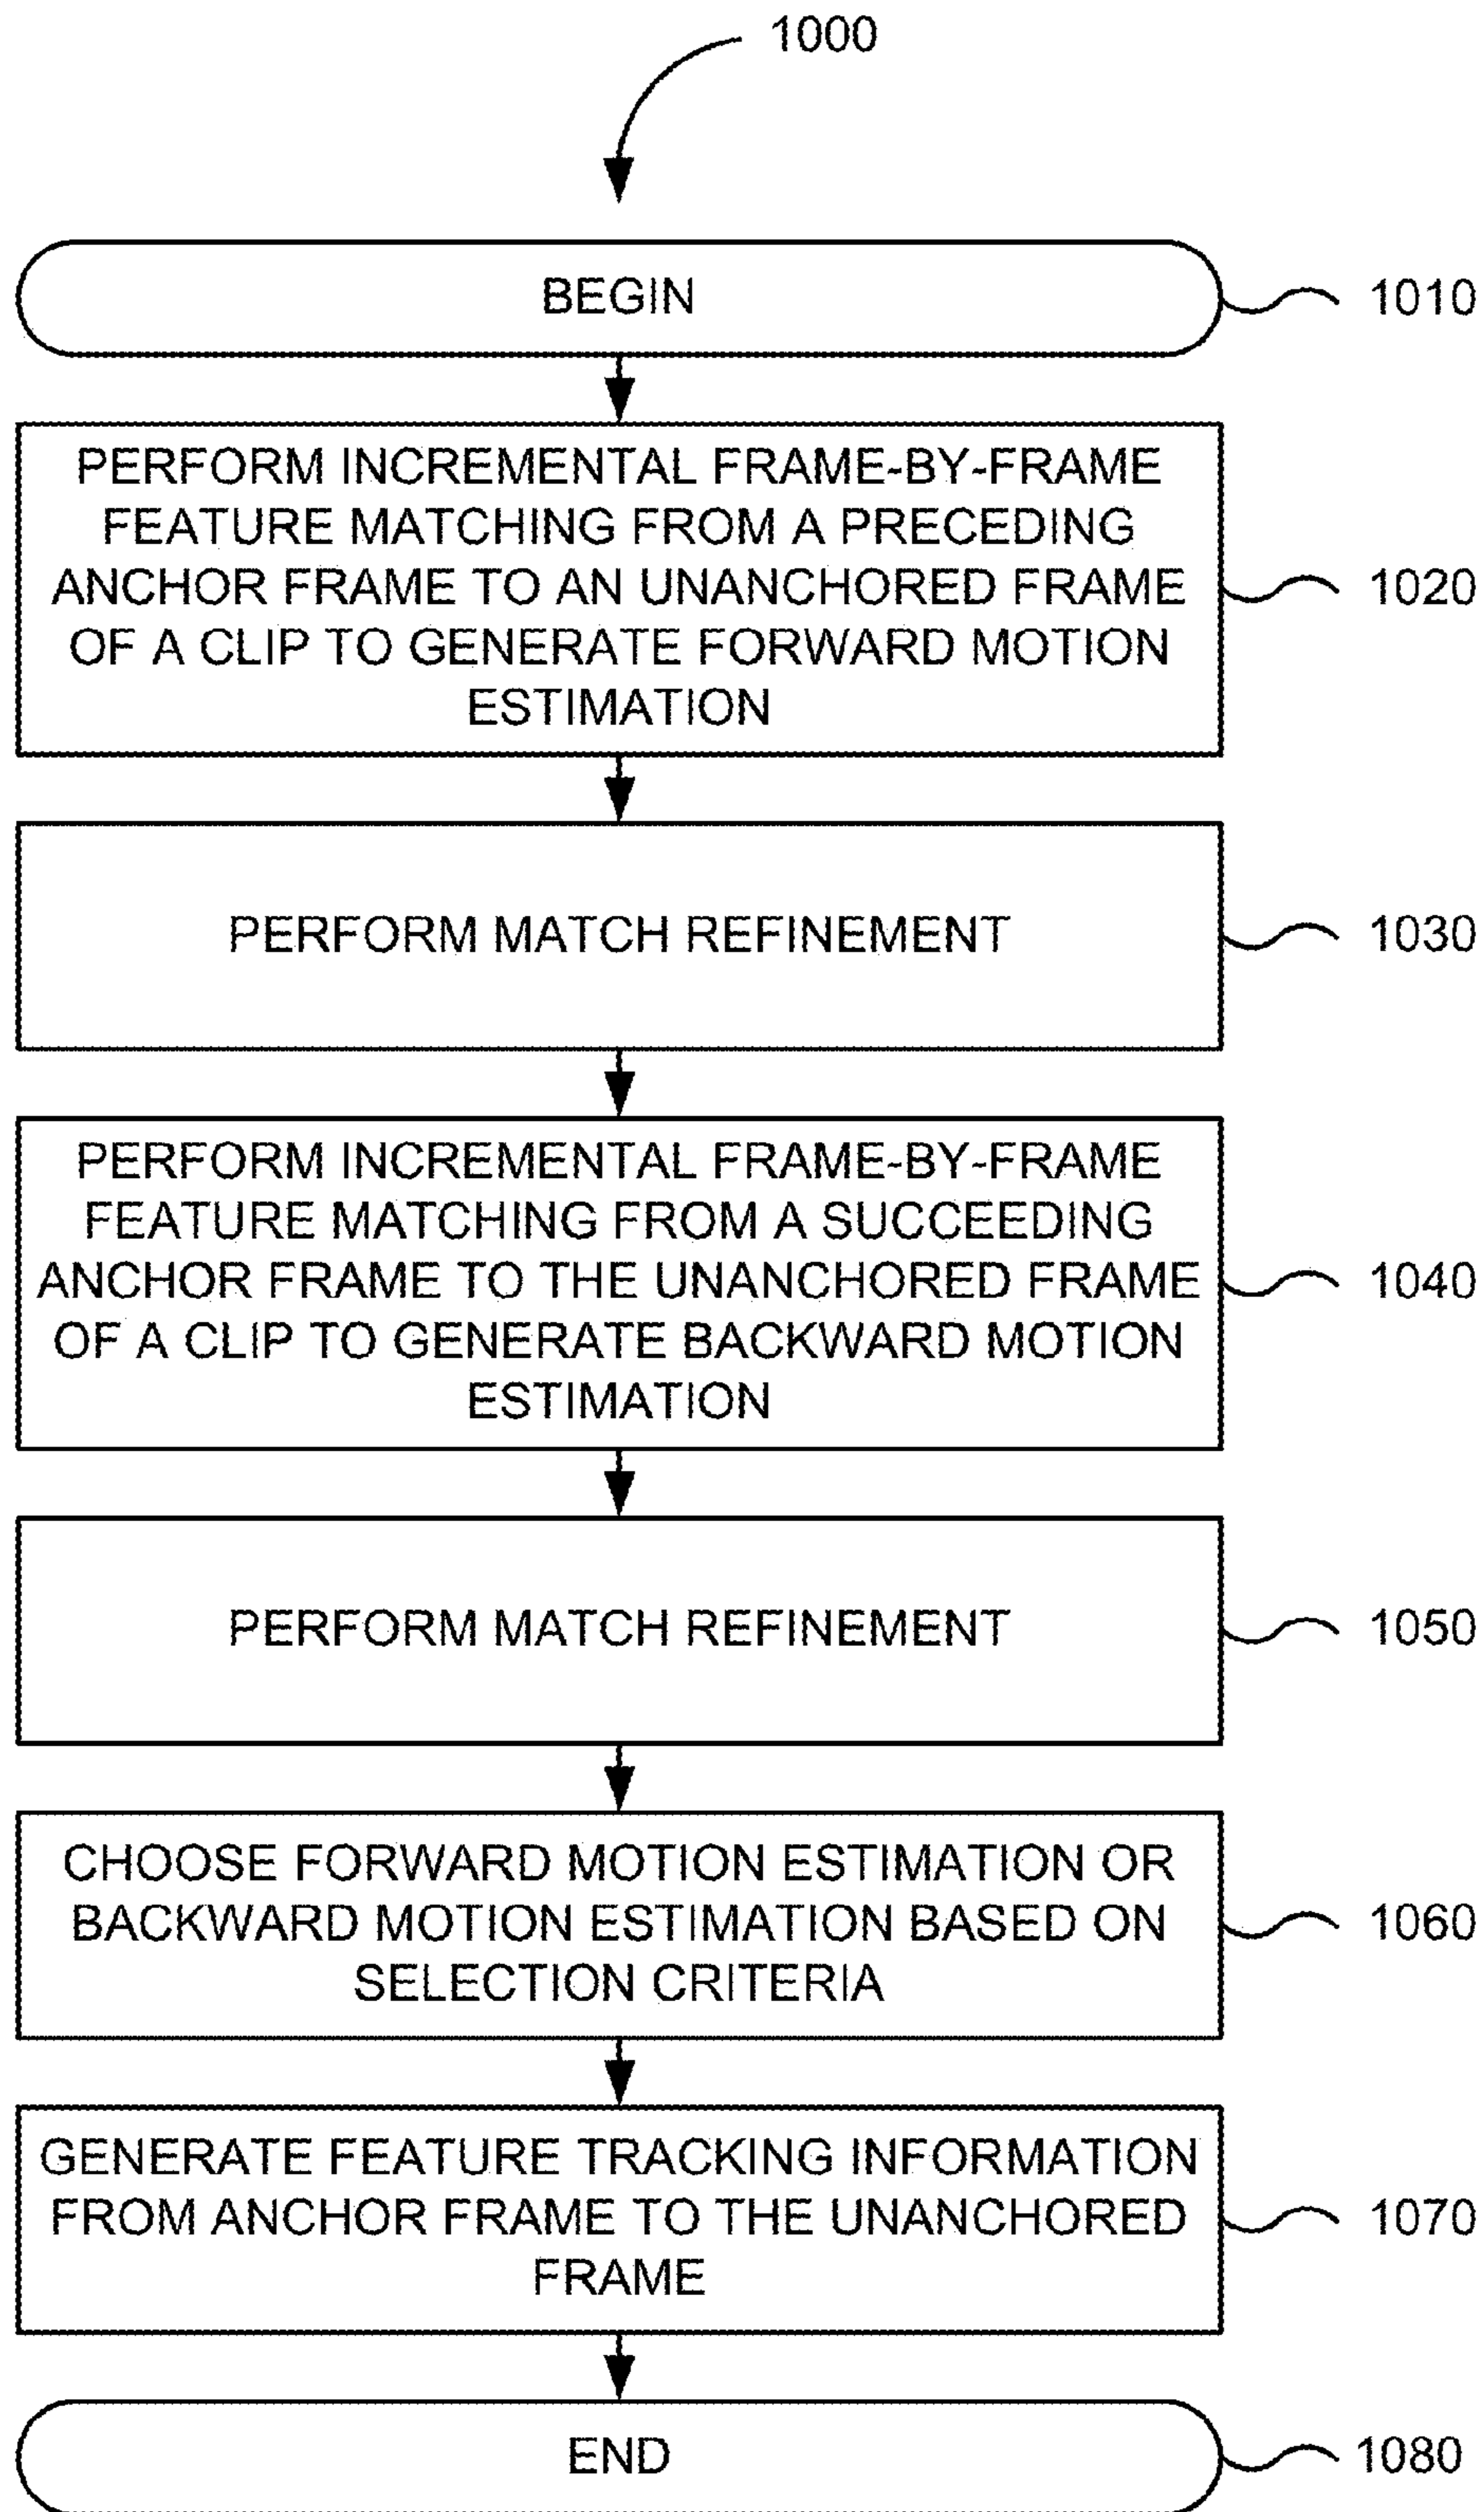 1000
BEGIN
1010
PERFORM INCREMENTAL FRAME-BY-FRAME
FEATURE MATCHING FROM A PRECEDING
ANCHOR FRAME TO AN UNANCHORED FRAME
OF A CLIP TO GENERATE FORWARD MOTION
ESTIMATION
1020
PERFORM MATCH REFINEMENT
1030
PERFORM INCREMENTAL FRAME-BY-FRAME
FEATURE MATCHING FROM A SUCCEEDING
ANCHOR FRAME TO THE UNANCHORED FRAME
OF A CLIP TO GENERATE BACKWARD MOTION
ESTIMATION
1040
PERFORM MATCH REFINEMENT
1050
CHOOSE FORWARD MOTION ESTIMATION OR
BACKWARD MOTION ESTIMATION BASED ON
SELECTION CRITERIA
1060
GENERATE FEATURE TRACKING INFORMATION
FROM ANCHOR FRAME TO THE UNANCHORED
FRAME
1070
END
1080